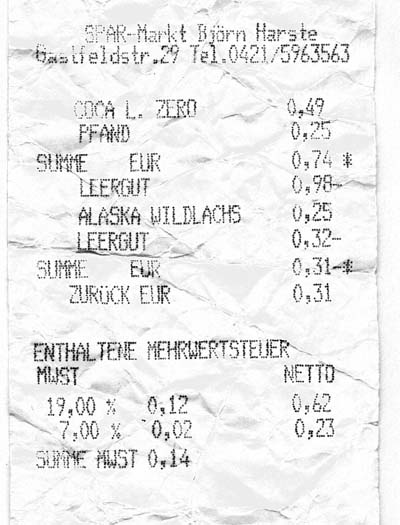 SPAR-Markt Björn Harste
Gastfeldstr.29 Tel.0421/5963563
COCA L. ZERO 0,49
PFAND 0,25
SUMME EUR 0,74 *
LEERGUT 0,98-
ALASKA WILDLACHS 0,25
LEERGUT 0,32-
SUMME EUR 0,31-*
ZURÜCK EUR 0,31
ENTHALTENE MEHRWERTSTEUER
MWST NETTO
19,00 % 0,12 0,62
7,00 % 0,02 0,23
SUMME MWST 0,14